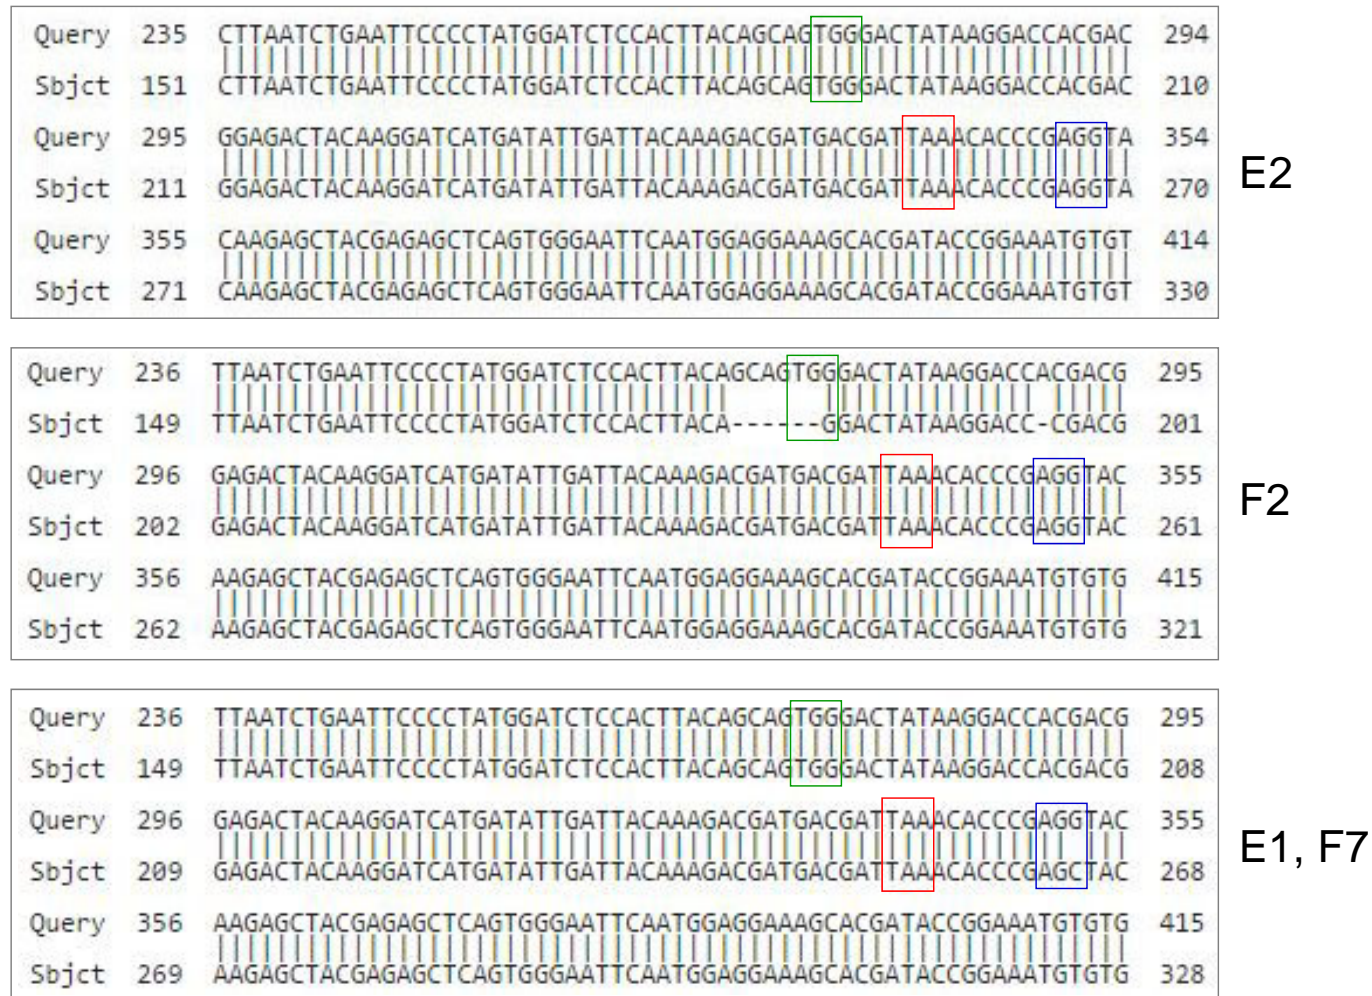 Query 235 CTTAATCTGAATTCCCCTATGGATCTCCACTTACAGCAGTGGGACTATAAGGACCACGAC 294
Sbjct 151 CTTAATCTGAATTCCCCTATGGATCTCCACTTACAGCAGTGGGACTATAAGGACCACGAC 210
Query 295 GGAGACTACAAGGATCATGATATTGATTACAAAGACGATGACGATTAAACACCCGAGGTA 354
Sbjct 211 GGAGACTACAAGGATCATGATATTGATTACAAAGACGATGACGATTAAACACCCGAGGTA 270
E2
Query 355 CAAGAGCTACGAGAGCTCAGTGGGAATTCAATGGAGGAAAGCACGATACCGGAAATGTGT 414
Sbjct 271 CAAGAGCTACGAGAGCTCAGTGGGAATTCAATGGAGGAAAGCACGATACCGGAAATGTGT 330
Query 236 TTAATCTGAATTCCCCTATGGATCTCCACTTACAGCAGTGGGACTATAAGGACCACGACG 295
Sbjct 149 TTAATCTGAATTCCCCTATGGATCTCCACTTACA------GGACTATAAGGACC-CGACG 201
Query 296 GAGACTACAAGGATCATGATATTGATTACAAAGACGATGACGATTAAACACCCGAGGTAC 355
Sbjct 202 GAGACTACAAGGATCATGATATTGATTACAAAGACGATGACGATTAAACACCCGAGGTAC 261
F2
Query 356 AAGAGCTACGAGAGCTCAGTGGGAATTCAATGGAGGAAAGCACGATACCGGAAATGTGTG 415
Sbjct 262 AAGAGCTACGAGAGCTCAGTGGGAATTCAATGGAGGAAAGCACGATACCGGAAATGTGTG 321
Query 236 TTAATCTGAATTCCCCTATGGATCTCCACTTACAGCAGTGGGACTATAAGGACCACGACG 295
Sbjct 149 TTAATCTGAATTCCCCTATGGATCTCCACTTACAGCAGTGGGACTATAAGGACCACGACG 208
Query 296 GAGACTACAAGGATCATGATATTGATTACAAAGACGATGACGATTAAACACCCGAGGTAC 355
Sbjct 209 GAGACTACAAGGATCATGATATTGATTACAAAGACGATGACGATTAAACACCCGAGCTAC 268
E1, F7
Query 356 AAGAGCTACGAGAGCTCAGTGGGAATTCAATGGAGGAAAGCACGATACCGGAAATGTGTG 415
Sbjct 269 AAGAGCTACGAGAGCTCAGTGGGAATTCAATGGAGGAAAGCACGATACCGGAAATGTGTG 328